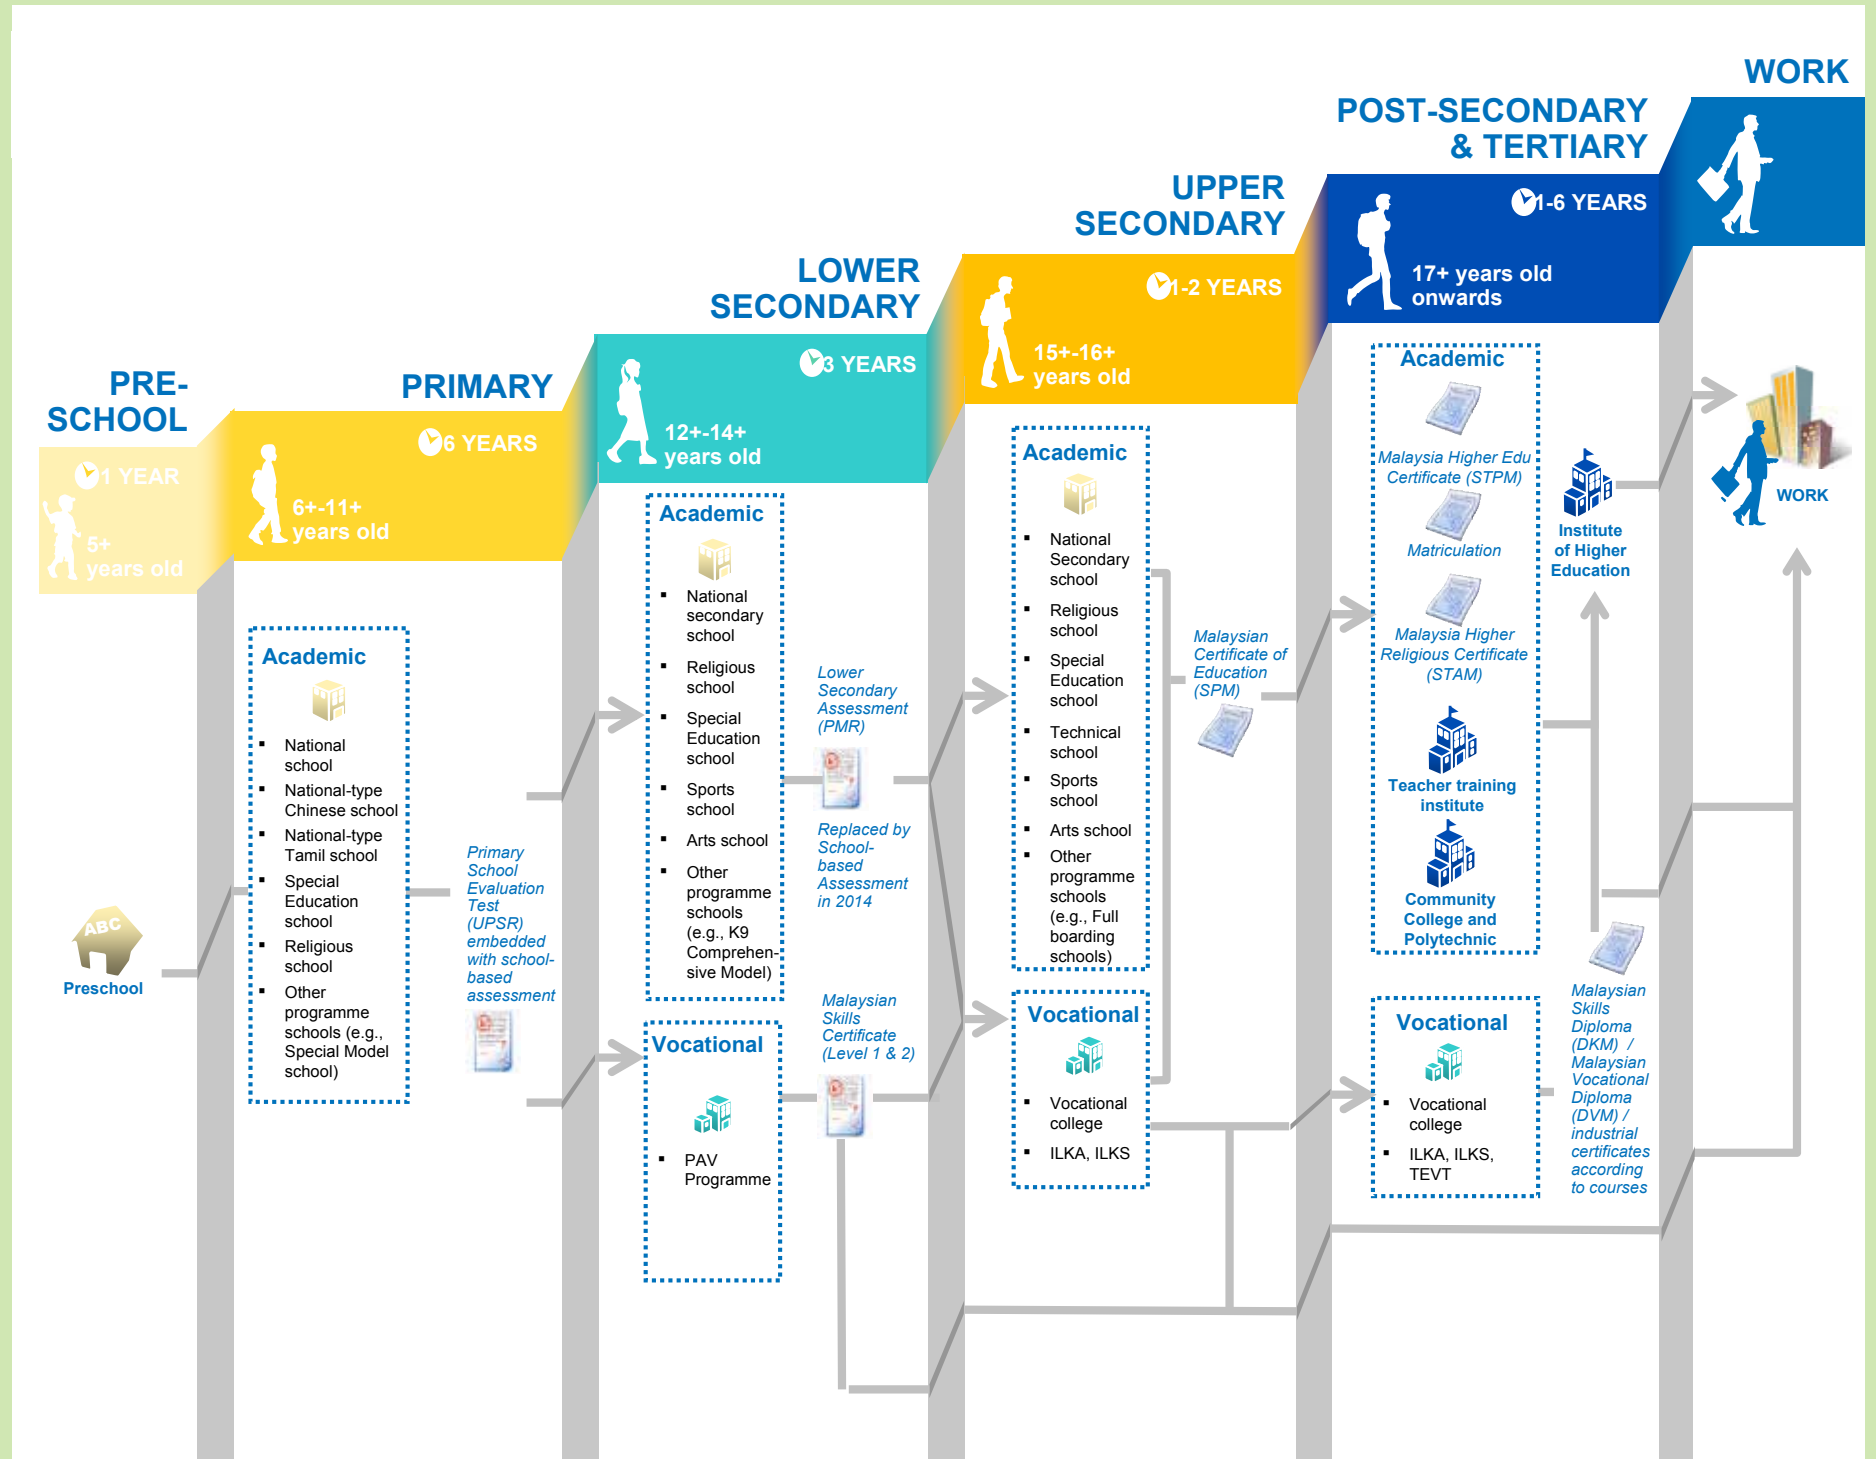 PRE-
SCHOOL
1 YEAR
5+
years old
ABC
Preschool
PRIMARY
6 YEARS
6+-11+
years old
Academic
▪ National
school
▪ National-type
Chinese school
▪ National-type
Tamil school
▪ Special
Education
school
▪ Religious
school
▪ Other
programme
schools (e.g.,
Special Model
school)
Primary
School
Evaluation
Test
(UPSR)
embedded
with school-
based
assessment
LOWER
SECONDARY
3 YEARS
12+-14+
years old
Academic
▪ National
secondary
school
▪ Religious
school
▪ Special
Education
school
▪ Sports
school
▪ Arts school
▪ Other
programme
schools
(e.g., K9
Comprehen-
sive Model)
Vocational
▪ PAV
Programme
Lower
Secondary
Assessment
(PMR)
Replaced by
School-
based
Assessment
in 2014
Malaysian
Skills
Certificate
(Level 1 & 2)
UPPER
SECONDARY
1-2 YEARS
15+-16+
years old
Academic
▪ National
Secondary
school
▪ Religious
school
▪ Special
Education
school
▪ Technical
school
▪ Sports
school
▪ Arts school
▪ Other
programme
schools
(e.g., Full
boarding
schools)
Vocational
▪ Vocational
college
▪ ILKA, ILKS
Malaysian
Certificate of
Education
(SPM)
POST-SECONDARY
& TERTIARY
1-6 YEARS
17+ years old
onwards
Academic
Malaysia Higher Edu
Certificate (STPM)
Matriculation
Malaysia Higher
Religious Certificate
(STAM)
Teacher training
institute
Community
College and
Polytechnic
Vocational
▪ Vocational
college
▪ ILKA, ILKS,
TEVT
Institute
of Higher
Education
Malaysian
Skills
Diploma
(DKM) /
Malaysian
Vocational
Diploma
(DVM) /
industrial
certificates
according
to courses
WORK
WORK